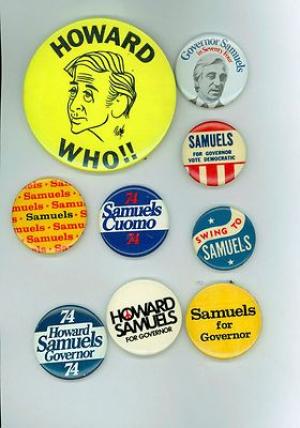 HOWARD
WHO!!
Governor Samuels
in Seventy Four
SAMUELS
FOR GOVERNOR
VOTE DEMOCRATIC
Samuels
74
Samuels
Cuomo
74
SWING TO
SAMUELS
74
Howard
Samuels
Governor
74
HOWARD
SAMUELS
FOR GOVERNOR
Samuels
for
Governor